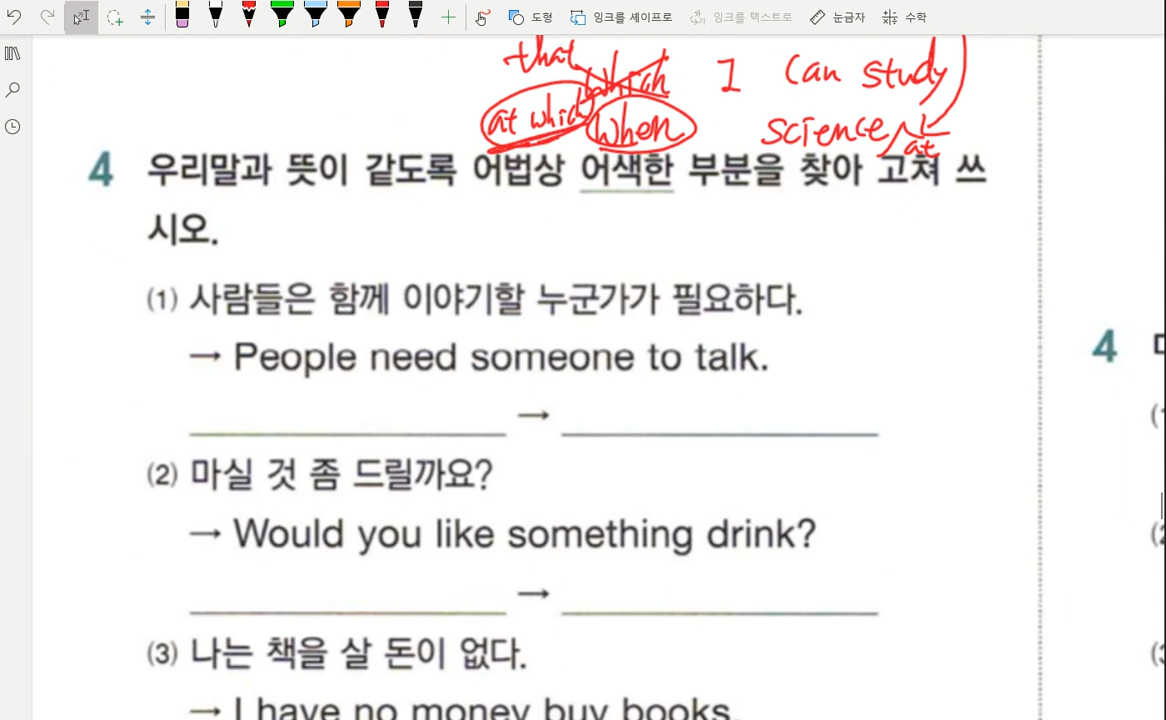 도형 잉크를 셰이프로 잉크를 텍스트로 눈금자 수학
that which I can study
at which when science at
4 우리말과 뜻이 같도록 어법상 어색한 부분을 찾아 고쳐 쓰
시오.
(1) 사람들은 함께 이야기할 누군가가 필요하다.
→ People need someone to talk.
→
(2) 마실 것 좀 드릴까요?
→ Would you like something drink?
→
(3) 나는 책을 살 돈이 없다.
→ I have no money buy books.
4